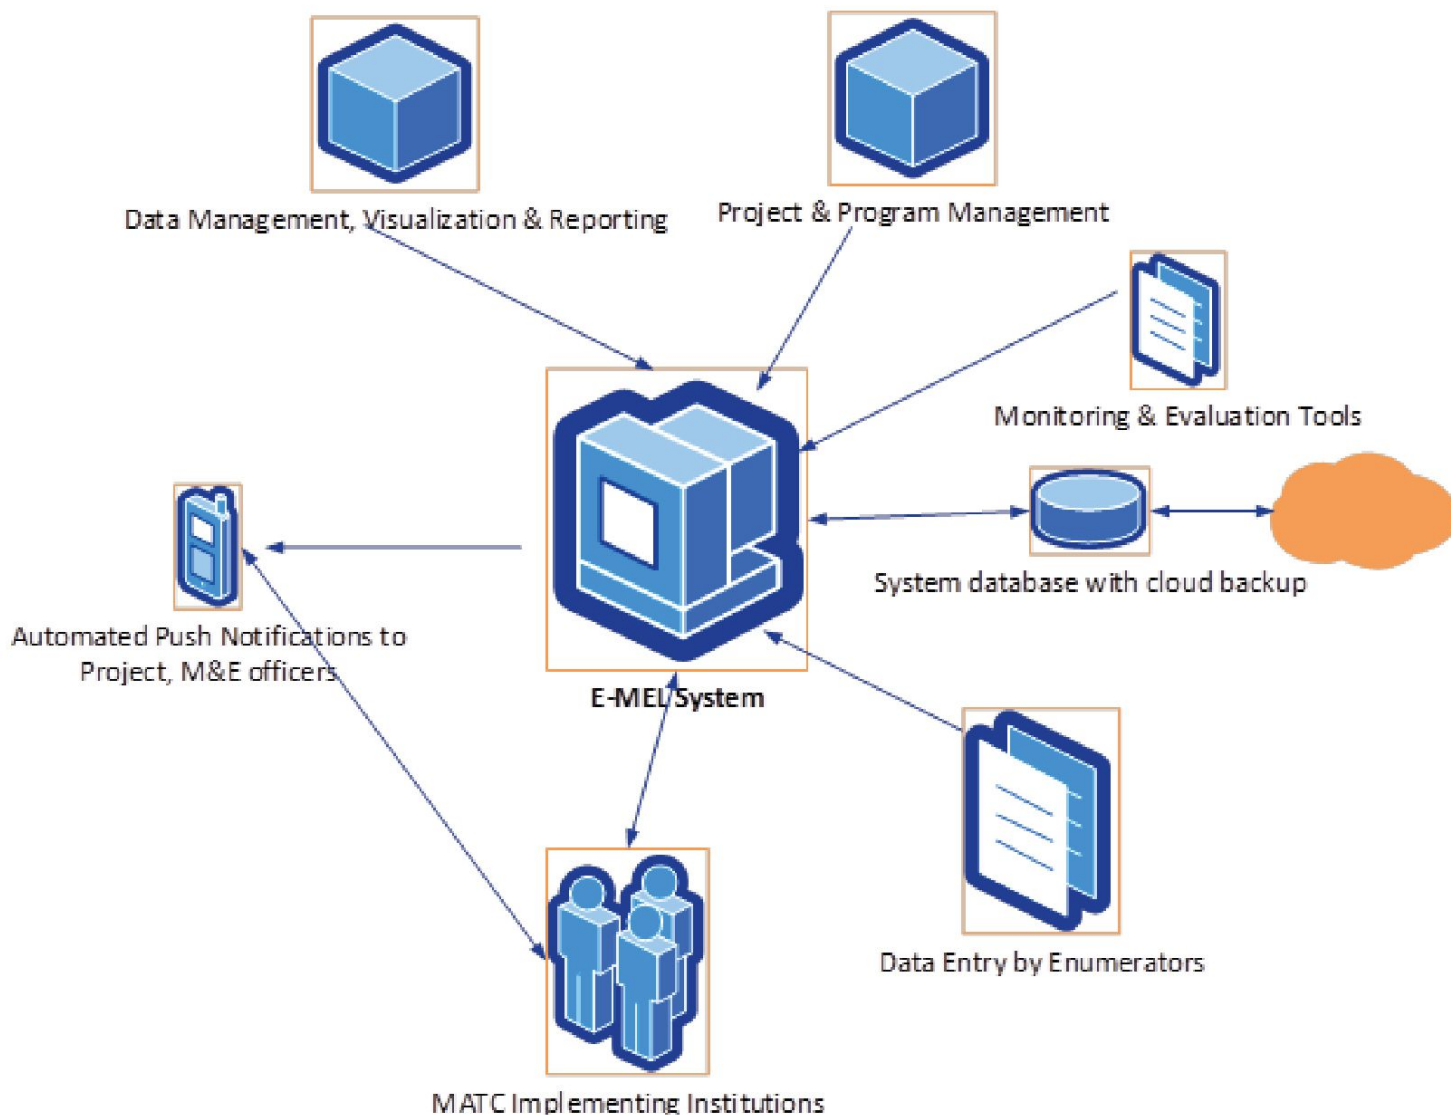 Data Management, Visualization & Reporting
Project & Program Management
Monitoring & Evaluation Tools
System database with cloud backup
Automated Push Notifications to
Project, M&E officers
E-MEL System
Data Entry by Enumerators
MATC Implementing Institutions